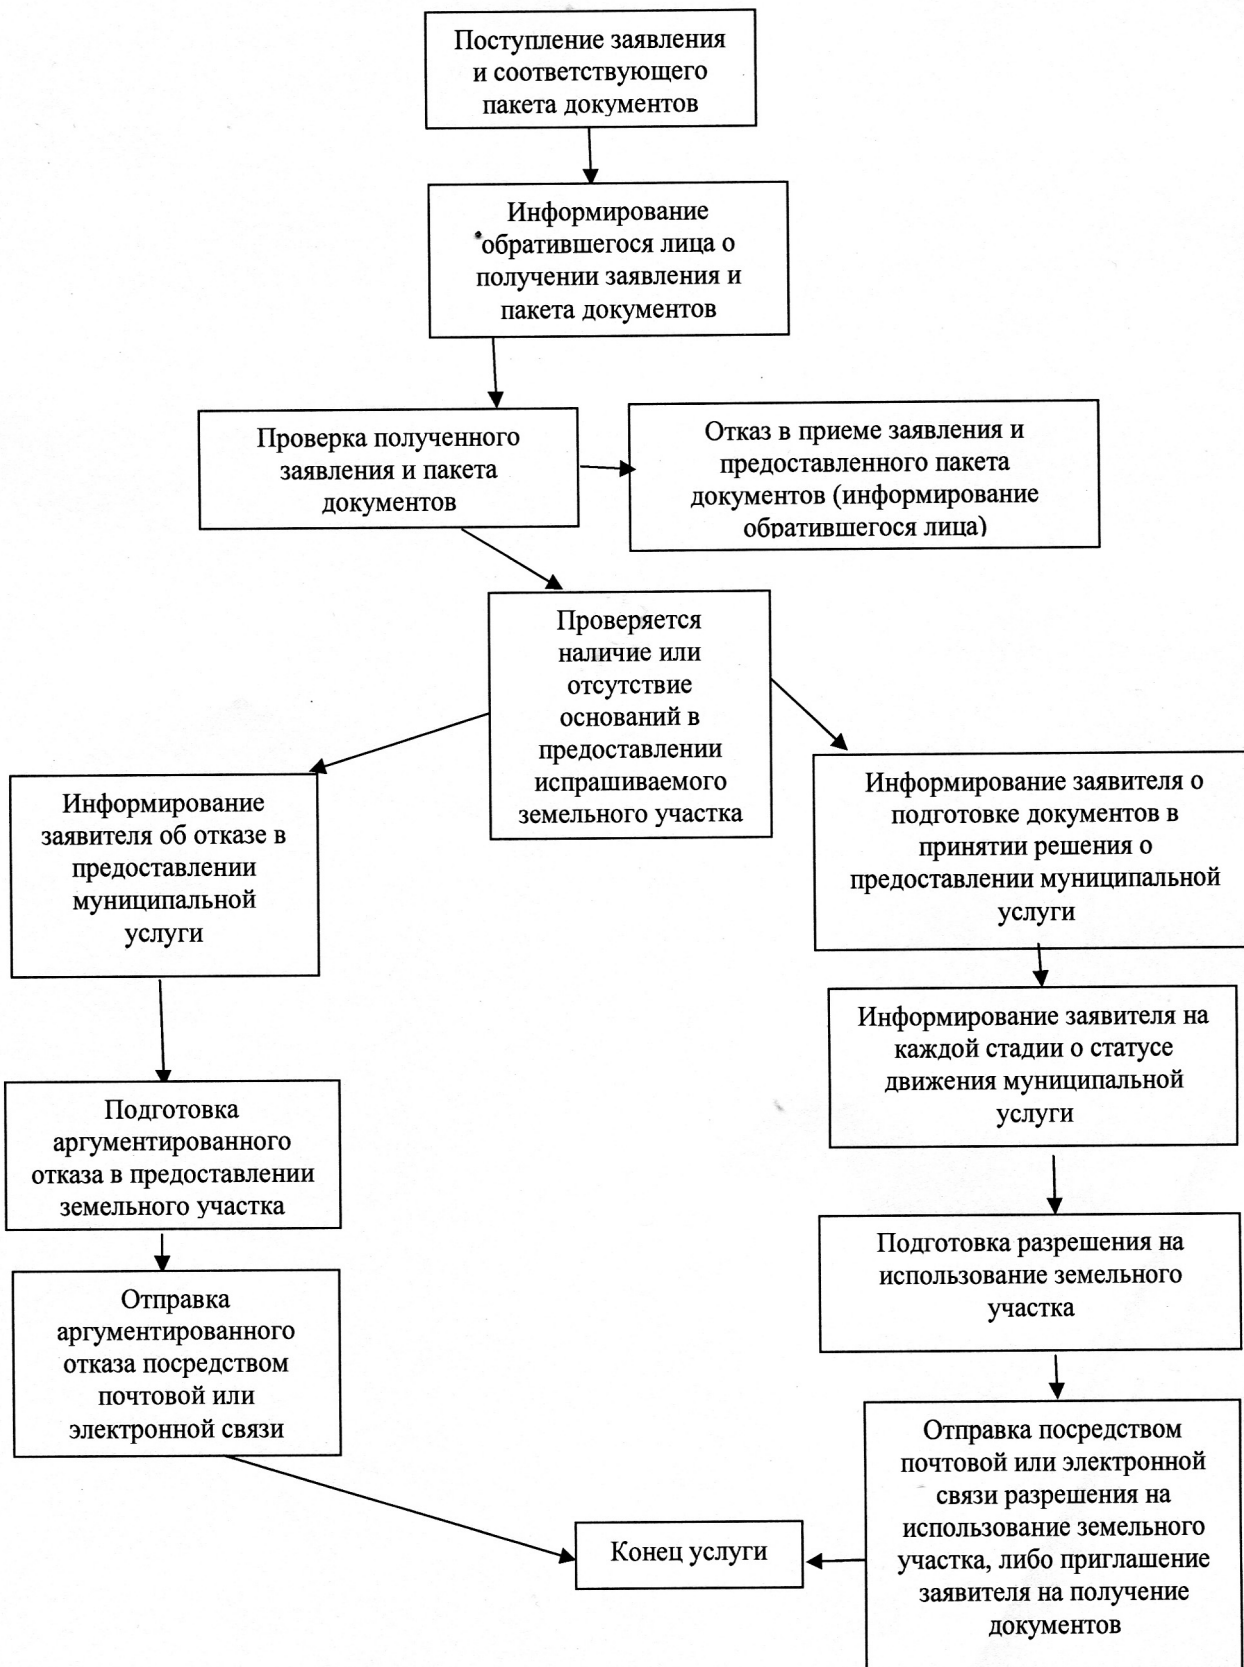 Поступление заявления
и соответствующего
пакета документов
Информирование
обратившегося лица о
получении заявления и
пакета документов
Проверка полученного
заявления и пакета
документов
Отказ в приеме заявления и
предоставленного пакета
документов (информирование
обратившегося лица)
Проверяется
наличие или
отсутствие
оснований в
предоставлении
испрашиваемого
земельного участка
Информирование
заявителя об отказе в
предоставлении
муниципальной
услуги
Информирование заявителя о
подготовке документов в
принятии решения о
предоставлении муниципальной
услуги
Информирование заявителя на
каждой стадии о статусе
движения муниципальной
услуги
Подготовка
аргументированного
отказа в предоставлении
земельного участка
Подготовка разрешения на
использование земельного
участка
Отправка
аргументированного
отказа посредством
почтовой или
электронной связи
Отправка посредством
почтовой или электронной
связи разрешения на
использование земельного
участка, либо приглашение
заявителя на получение
документов
Конец услуги